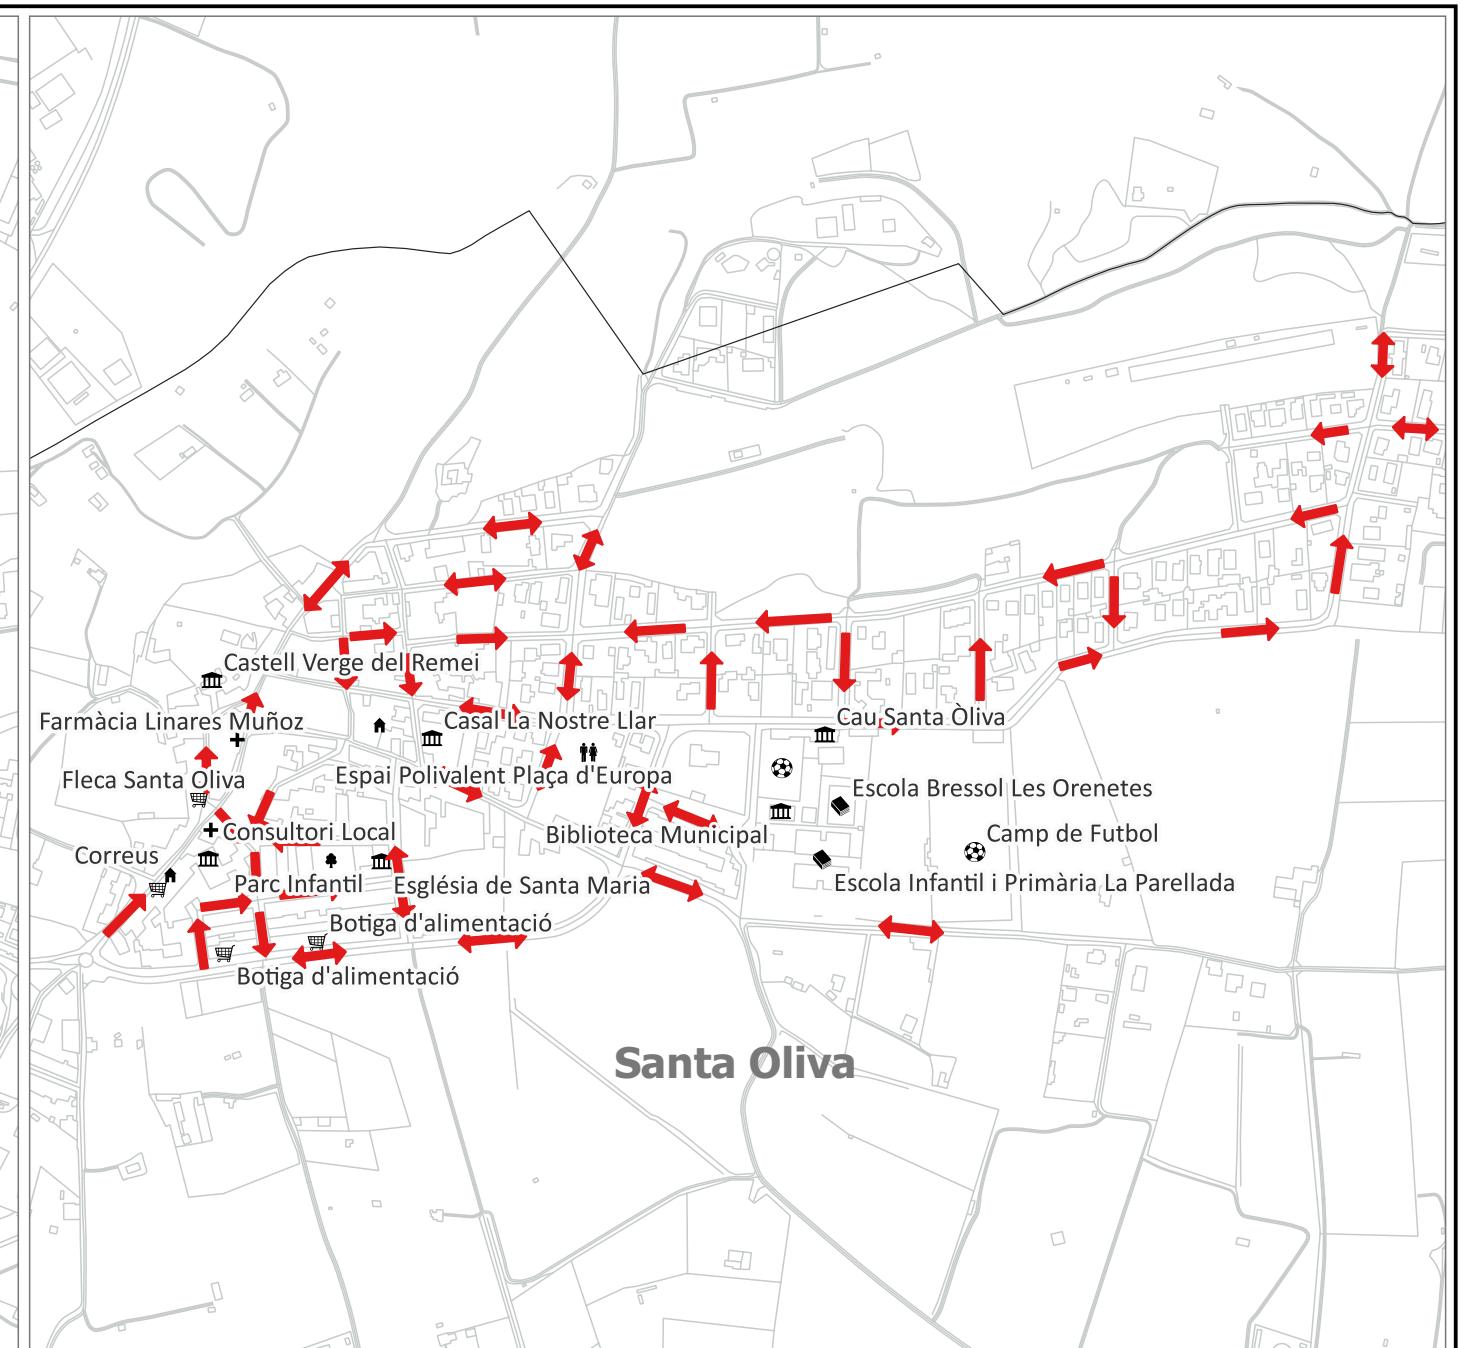 Castell Verge del Remei
Farmàcia Linares Muñoz
Casal La Nostre Llar
Cau Santa Òliva
Fleca Santa Oliva
Espai Polivalent Plaça d'Europa
Escola Bressol Les Orenetes
Consultori Local
Biblioteca Municipal
Camp de Futbol
Correus
Parc Infantil
Església de Santa Maria
Escola Infantil i Primària La Parellada
Botiga d'alimentació
Botiga d'alimentació
Santa Oliva